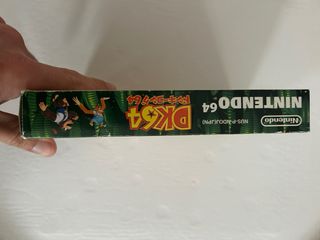 Nintendo
NINTENDO64
NUS-P-NDOJ(JPN)
DK64
ドンキーコング64